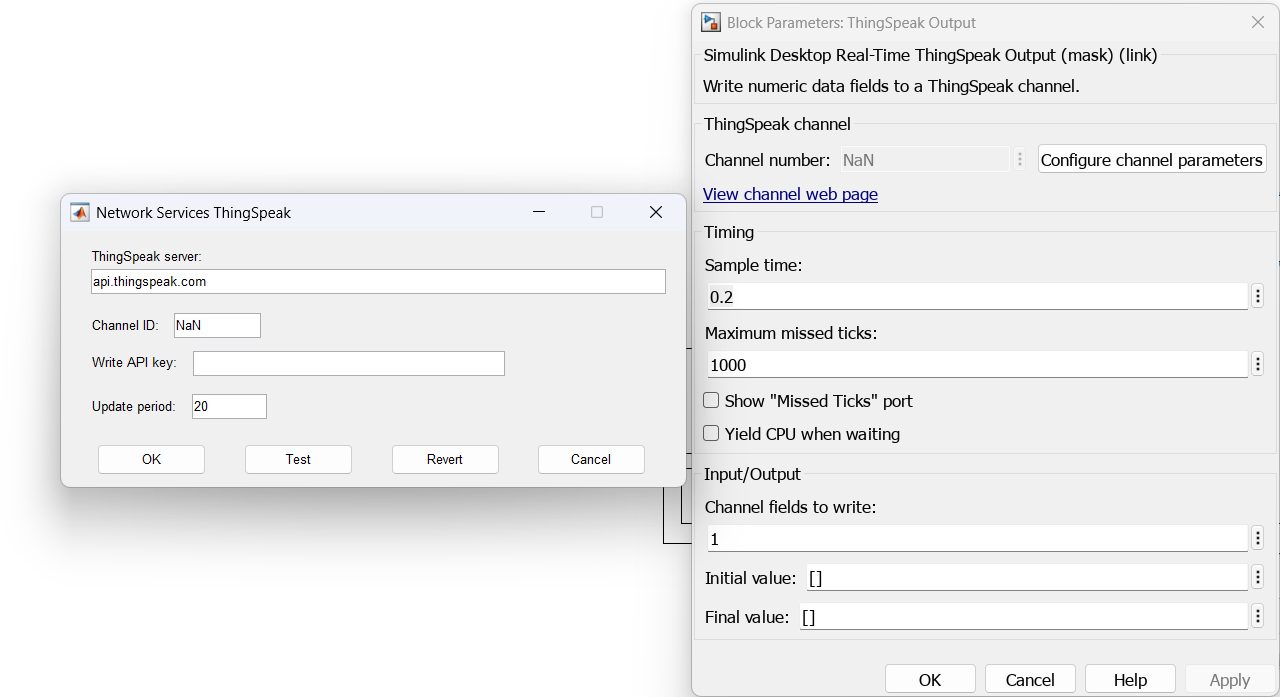 Network Services ThingSpeak
ThingSpeak server:
api.thingspeak.com
Channel ID: NaN
Write API key:
Update period: 20
OK Test Revert Cancel
Block Parameters: ThingSpeak Output
Simulink Desktop Real-Time ThingSpeak Output (mask) (link)
Write numeric data fields to a ThingSpeak channel.
ThingSpeak channel
Channel number: NaN Configure channel parameters
View channel web page
Timing
Sample time:
0.2
Maximum missed ticks:
1000
Show "Missed Ticks" port
Yield CPU when waiting
Input/Output
Channel fields to write:
1
Initial value: []
Final value: []
OK Cancel Help Apply